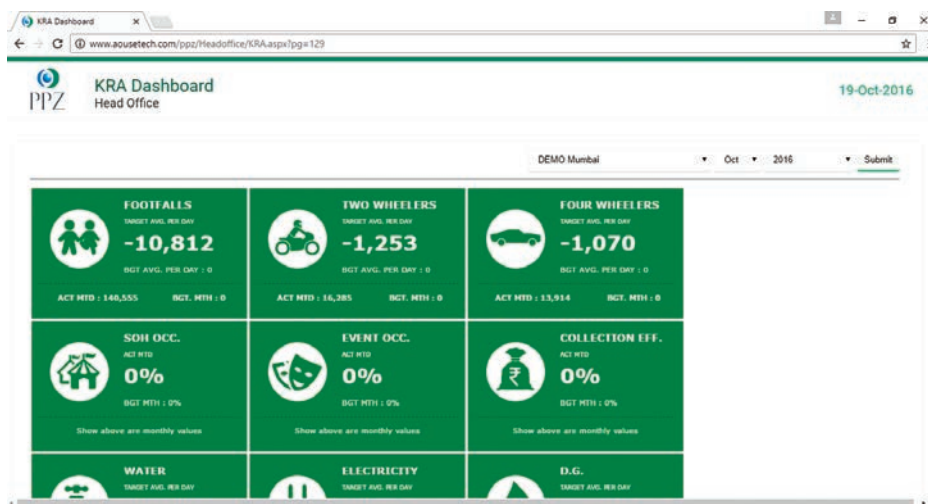 KRA Dashboard
www.aousetech.com/ppz/Headoffice/KRA.aspx?pg=129
PPZ
KRA Dashboard
Head Office
19-Oct-2016
DEMO Mumbai Oct 2016 Submit
FOOTFALLS
TARGET AVG. PER DAY
-10,812
BGT AVG. PER DAY : 0
ACT MTD : 140,555 BGT. MTH : 0
TWO WHEELERS
TARGET AVG. PER DAY
-1,253
BGT AVG. PER DAY : 0
ACT MTD : 16,285 BGT. MTH : 0
FOUR WHEELERS
TARGET AVG. PER DAY
-1,070
BGT AVG. PER DAY : 0
ACT MTD : 13,914 BGT. MTH : 0
SOH OCC.
ACT MTD
0%
BGT MTH : 0%
Show above are monthly values
EVENT OCC.
ACT MTD
0%
BGT MTH : 0%
Show above are monthly values
COLLECTION EFF.
ACT MTD
0%
BGT MTH : 0%
Show above are monthly values
WATER
TARGET AVG. PER DAY
ELECTRICITY
TARGET AVG. PER DAY
D.G.
TARGET AVG. PER DAY